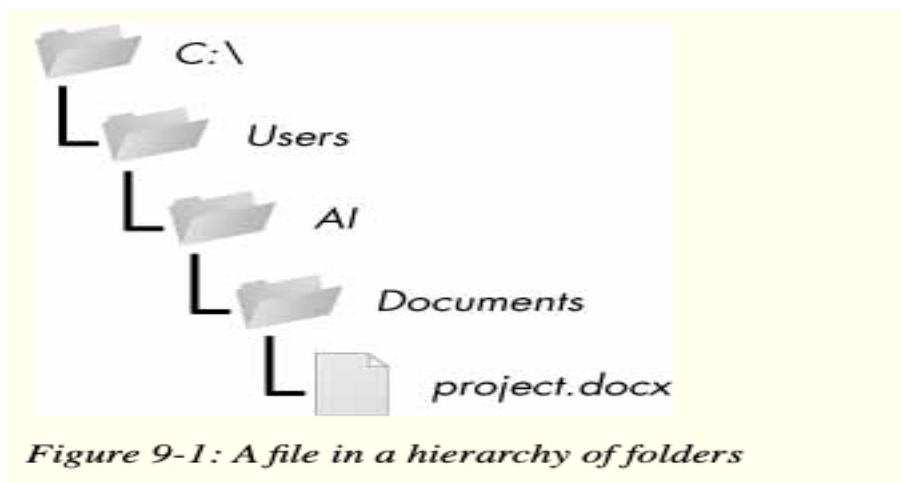 C:\
Users
Al
Documents
project.docx
Figure 9-1: A file in a hierarchy of folders